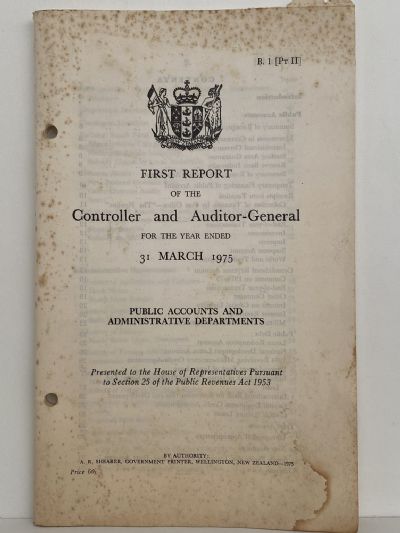 B. 1 [Pt II]
NEW ZEALAND
FIRST REPORT
OF THE
Controller and Auditor-General
FOR THE YEAR ENDED
31 MARCH 1975
PUBLIC ACCOUNTS AND
ADMINISTRATIVE DEPARTMENTS
Presented to the House of Representatives Pursuant
to Section 25 of the Public Revenues Act 1953
BY AUTHORITY:
A. R. SHEARER, GOVERNMENT PRINTER, WELLINGTON, NEW ZEALAND—1975
Price